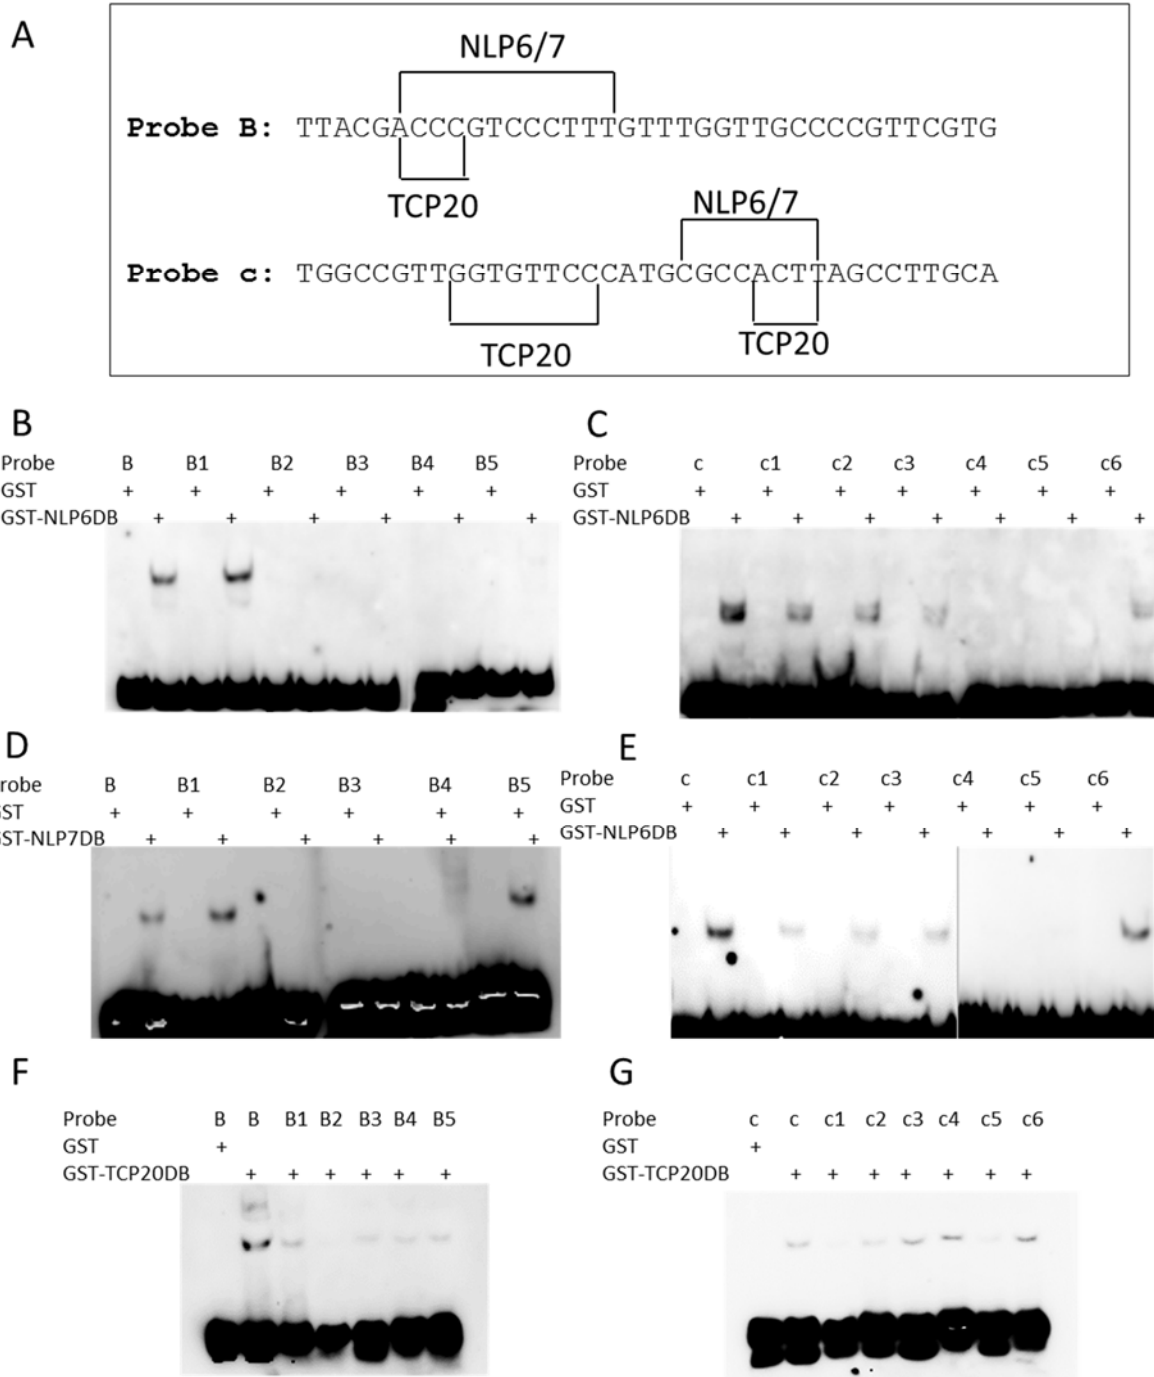 A
NLP6/7
Probe B: TTACGACCCGTCCCTTTGTTTGGTTGCCCCGTTCGTG
TCP20
NLP6/7
Probe c: TGGCCGTTGGTGTTCCCATGCGCCACTTAGCCTTGCA
TCP20
TCP20
B
Probe B B1 B2 B3 B4 B5
GST + + + + + +
GST-NLP6DB + + + + + +
C
Probe c c1 c2 c3 c4 c5 c6
GST + + + + + + +
GST-NLP6DB + + + + + + +
D
robe B B1 B2 B3 B4 B5
ST + + + + + +
ST-NLP7DB + + + + + +
E
Probe c c1 c2 c3 c4 c5 c6
GST + + + + + + +
GST-NLP6DB + + + + + + +
F
Probe B B B1 B2 B3 B4 B5
GST +
GST-TCP20DB + + + + + +
G
Probe c c c1 c2 c3 c4 c5 c6
GST +
GST-TCP20DB + + + + + + +